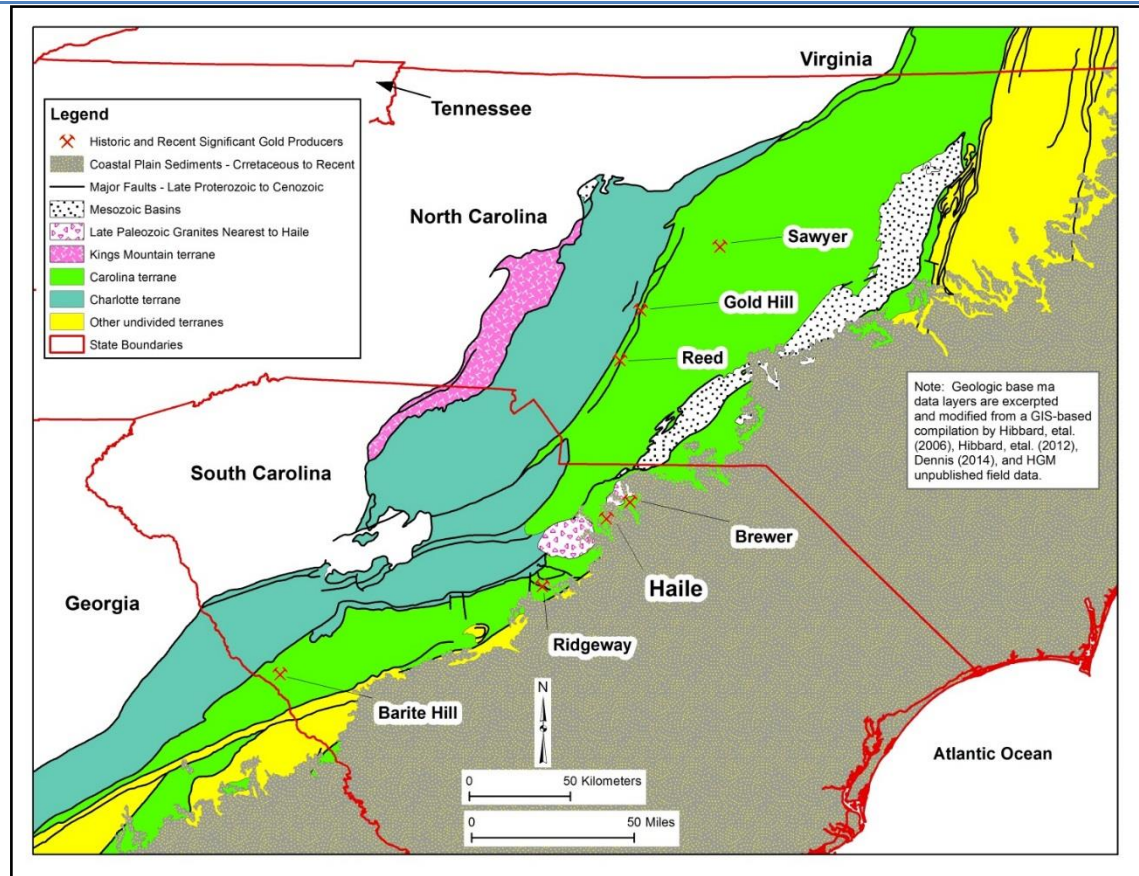 Virginia
Tennessee
Legend
Historic and Recent Significant Gold Producers
Coastal Plain Sediments - Crretaceous to Recent
Major Faults - Late Proterozoic to Cenozoic
Mesozoic Basins
Late Paleozoic Granites Nearest to Haile
Kings Mountain terrane
Carolina terrane
Charlotte terrane
Other undivided terranes
State Boundaries
North Carolina
Sawyer
Gold Hill
Reed
Note: Geologic base ma
data layers are excerpted
and modified from a GIS-based
compilation by Hibbard, etal.
(2006), Hibbard, etal. (2012),
Dennis (2014), and HGM
unpublished field data.
South Carolina
Brewer
Haile
Georgia
Ridgeway
Barite Hill
N
Atlantic Ocean
0 50 Kilometers
0 50 Miles